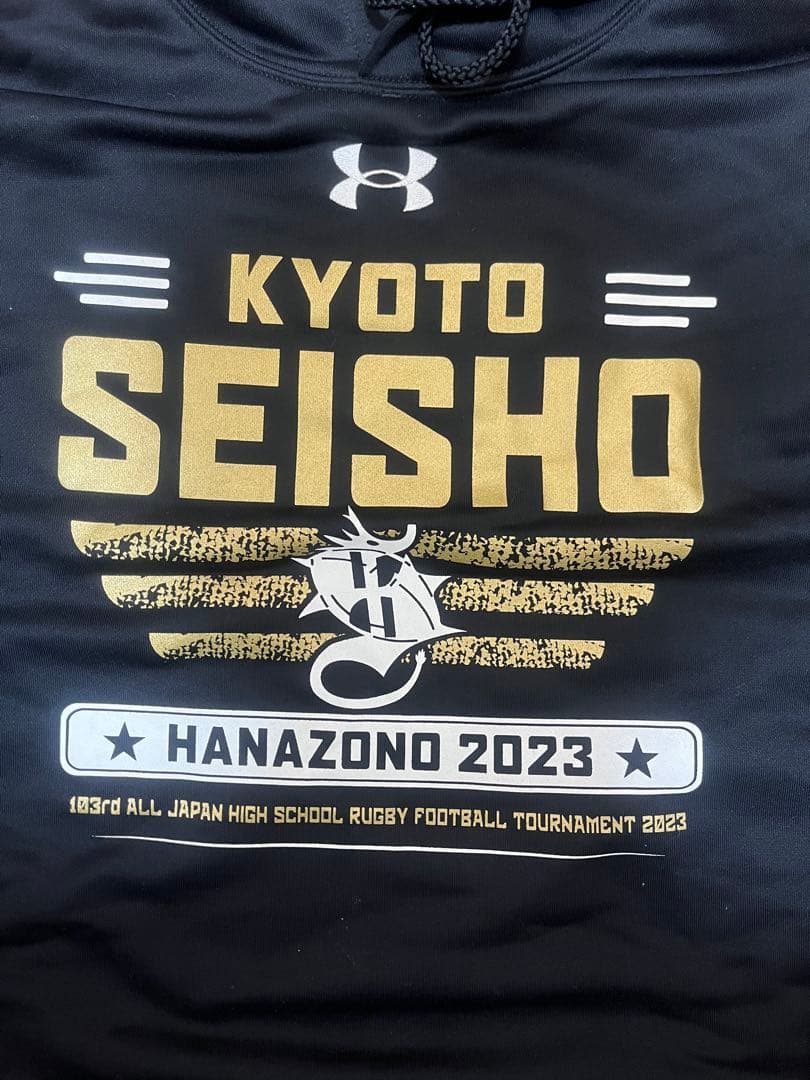 KYOTO
SEISHO
HANAZONO 2023
103rd ALL JAPAN HIGH SCHOOL RUGBY FOOTBALL TOURNAMENT 2023